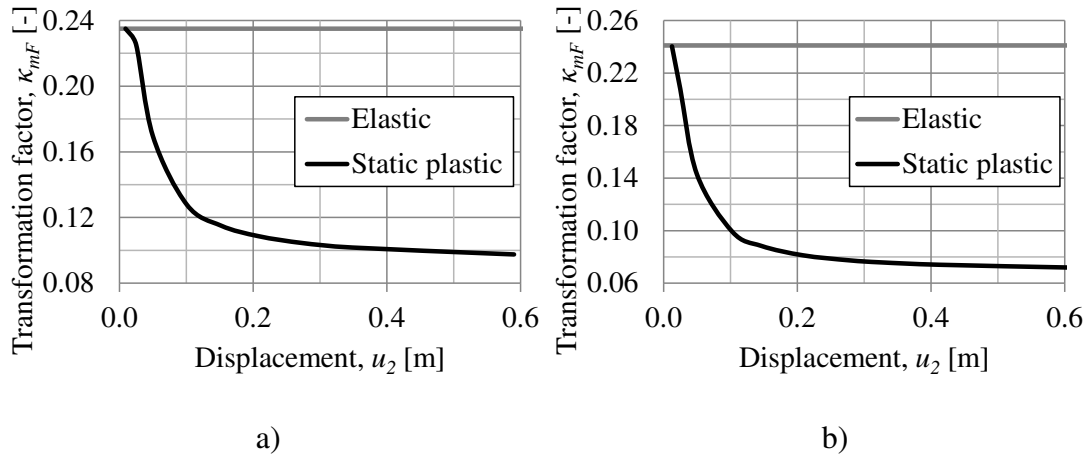 Transformation factor, κmF [-]
0.24
0.20
0.16
0.12
0.08
Elastic
Static plastic
0.0 0.2 0.4 0.6
Displacement, u2 [m]
a)
Transformation factor, κmF [-]
0.26
0.22
0.18
0.14
0.10
0.06
Elastic
Static plastic
0.0 0.2 0.4 0.6
Displacement, u2 [m]
b)